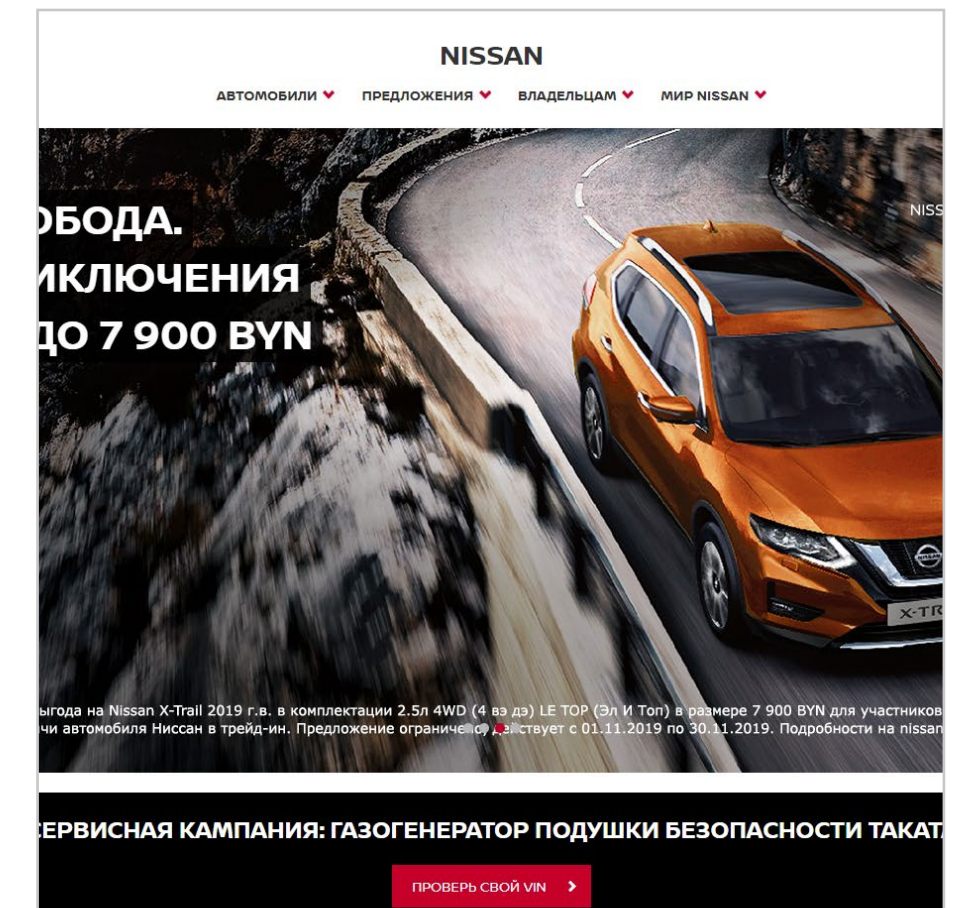 NISSAN
АВТОМОБИЛИ ПРЕДЛОЖЕНИЯ ВЛАДЕЛЬЦАМ МИР NISSAN
ОБОДА.
NISS
ИКЛЮЧЕНИЯ
ДО 7 900 BYN
NISSAN
X-TR
ыгода на Nissan X-Trail 2019 г.в. в комплектации 2.5л 4WD (4 вэ дэ) LE TOP (Эл И Топ) в размере 7 900 BYN для участников
чи автомобиля Ниссан в трейд-ин. Предложение ограничено, действует с 01.11.2019 по 30.11.2019. Подробности на nissan
СЕРВИСНАЯ КАМПАНИЯ: ГАЗОГЕНЕРАТОР ПОДУШКИ БЕЗОПАСНОСТИ ТАКАТА
ПРОВЕРЬ СВОЙ VIN